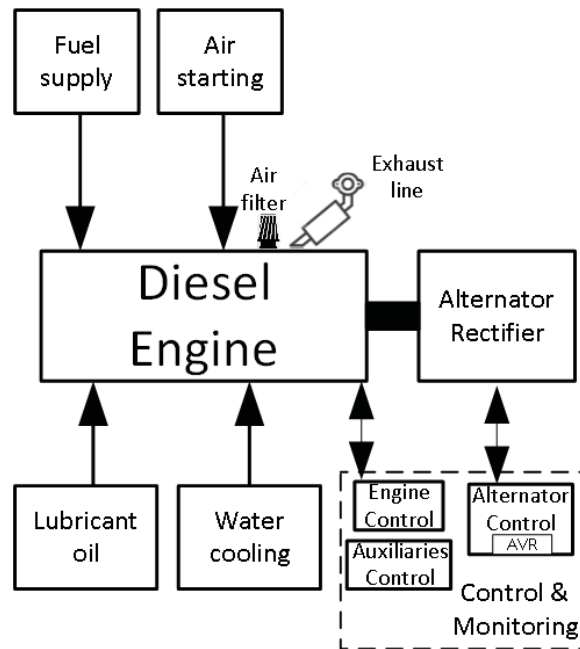 Fuel
supply
Air
starting
Air
filter
Exhaust
line
Diesel
Engine
Alternator
Rectifier
Lubricant
oil
Water
cooling
Engine
Control
Auxiliaries
Control
Alternator
Control
AVR
Control &
Monitoring